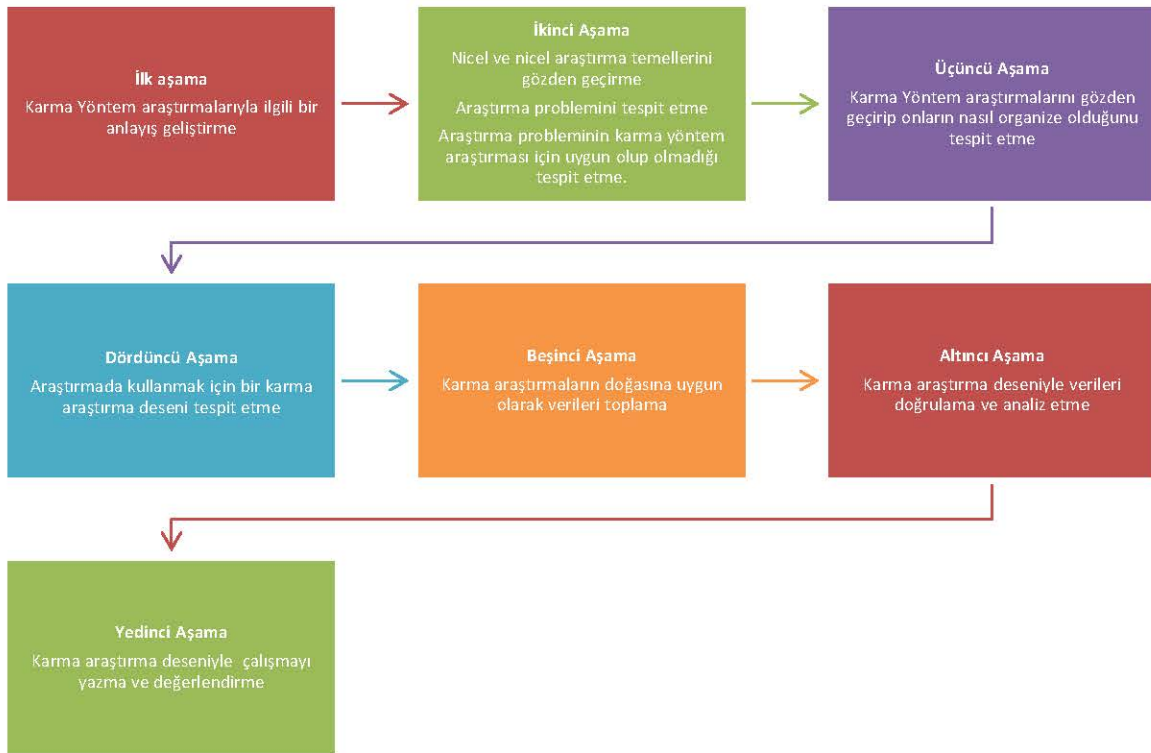 İlk aşama
Karma Yöntem araştırmalarıyla ilgili bir
anlayış geliştirme
İkinci Aşama
Nicel ve nicel araştırma temellerini
gözden geçirme
Araştırma problemini tespit etme
Araştırma probleminin karma yöntem
araştırması için uygun olup olmadığı
tespit etme.
Üçüncü Aşama
Karma Yöntem araştırmalarını gözden
geçirip onların nasıl organize olduğunu
tespit etme
Dördüncü Aşama
Araştırmada kullanmak için bir karma
araştırma deseni tespit etme
Beşinci Aşama
Karma araştırmaların doğasına uygun
olarak verileri toplama
Altıncı Aşama
Karma araştırma deseniyle verileri
doğrulama ve analiz etme
Yedinci Aşama
Karma araştırma deseniyle çalışmayı
yazma ve değerlendirme